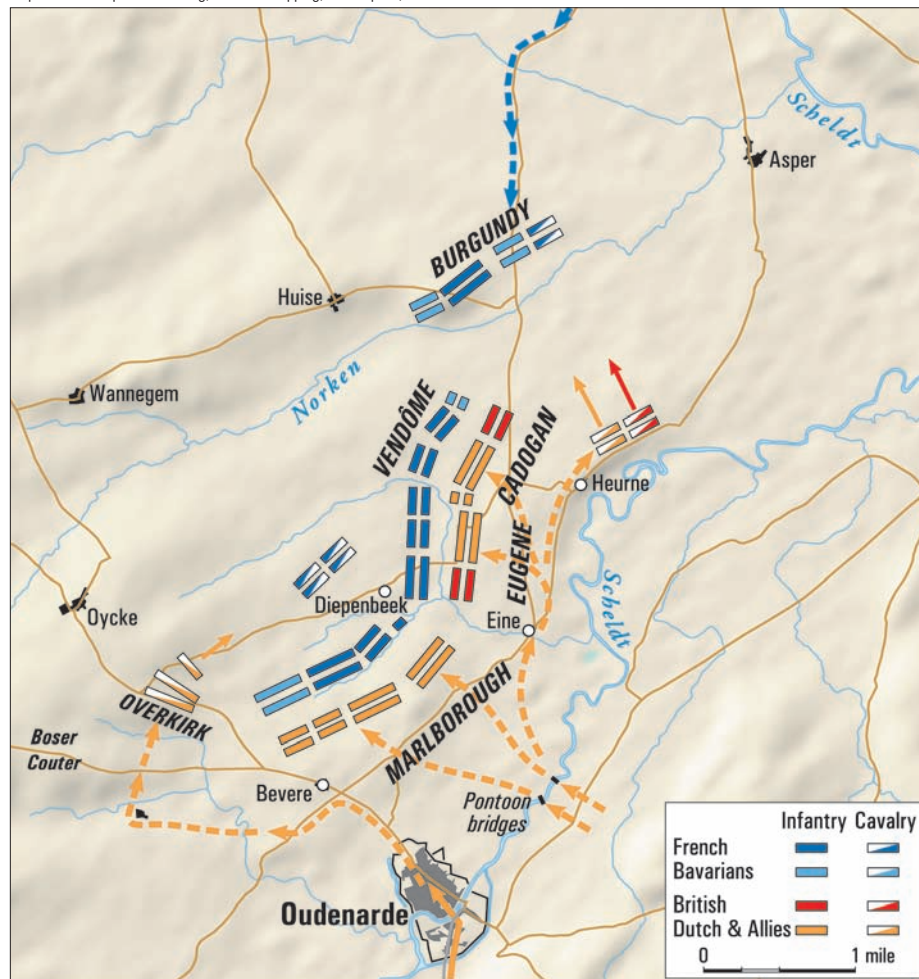 Scheldt
Asper
BURGUNDY
Huise
Norken
Wannegem
VENDÔME
CADOGAN
Heurne
EUGENE
Scheldt
Diepenbeek
Oycke
Eine
OVERKIRK
MARLBOROUGH
Boser
Couter
Bevere
Pontoon
bridges
Oudenarde
Infantry Cavalry
French
Bavarians
British
Dutch & Allies
0 1 mile